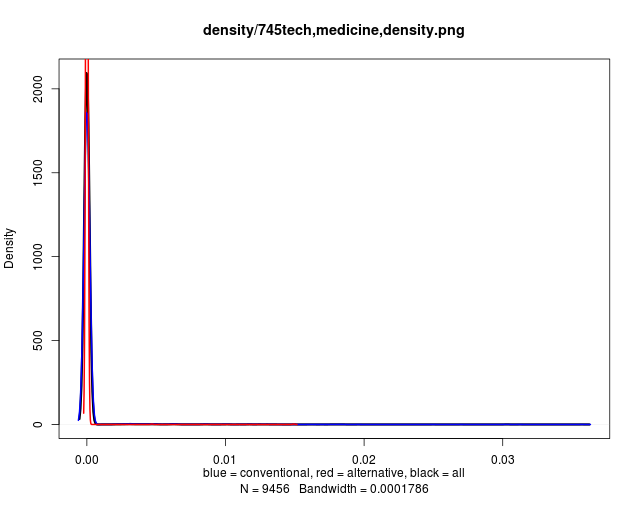 density/745tech,medicine,density.png
Density
2000
1500
1000
500
0
0.00 0.01 0.02 0.03
blue = conventional, red = alternative, black = all
N = 9456 Bandwidth = 0.0001786